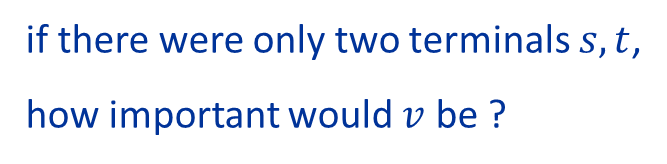 if there were only two terminals s, t,
how important would v be ?